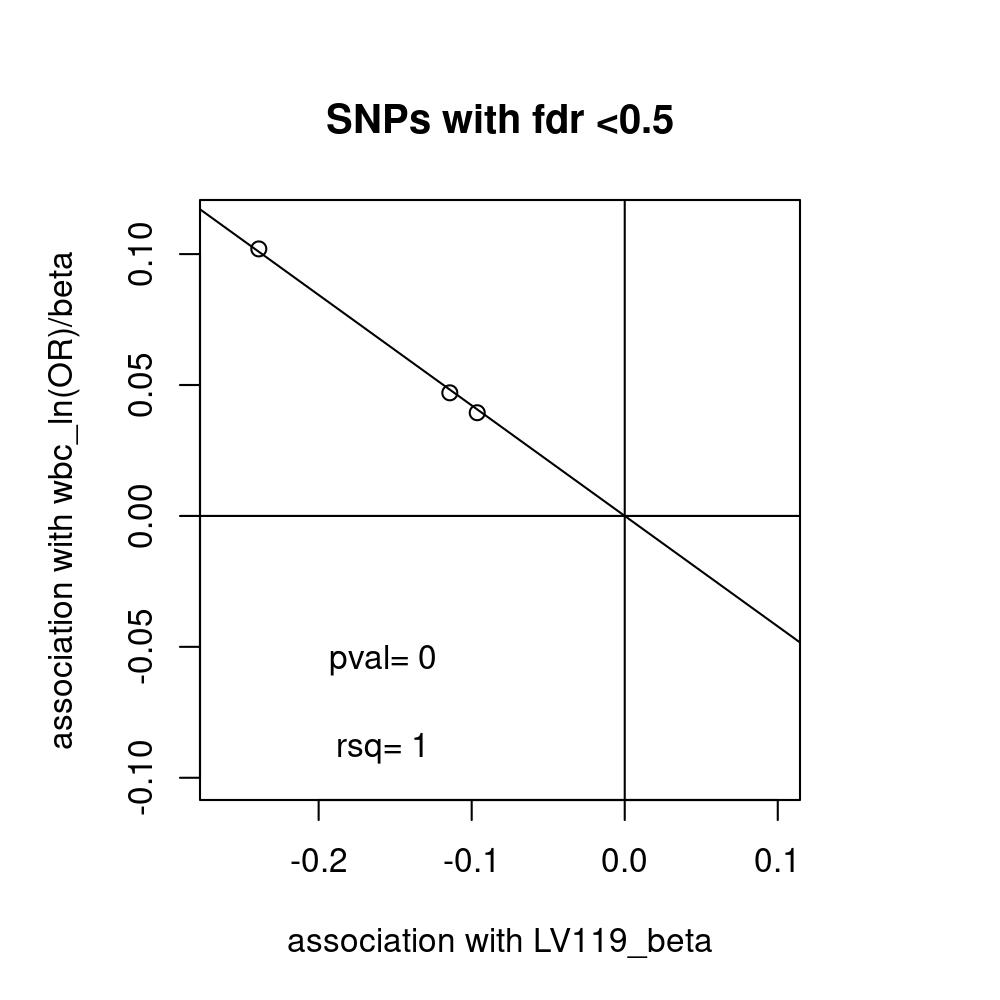 SNPs with fdr <0.5
association with wbc_ln(OR)/beta
0.10
0.05
0.00
-0.05
-0.10
pval= 0
rsq= 1
-0.2 -0.1 0.0 0.1
association with LV119_beta